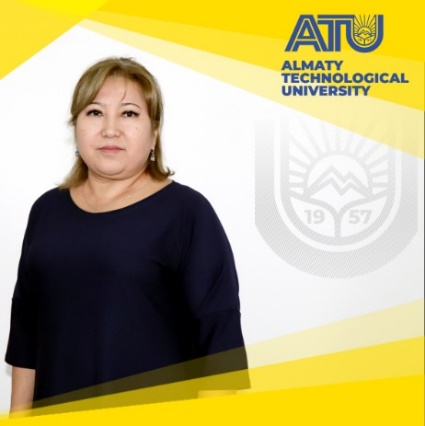 ATU
ALMATY
TECHNOLOGICAL
UNIVERSITY
19 57